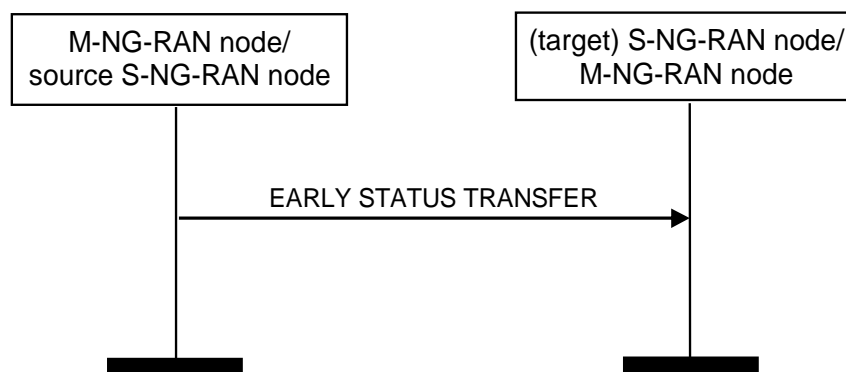 M-NG-RAN node/
source S-NG-RAN node
(target) S-NG-RAN node/
M-NG-RAN node
EARLY STATUS TRANSFER